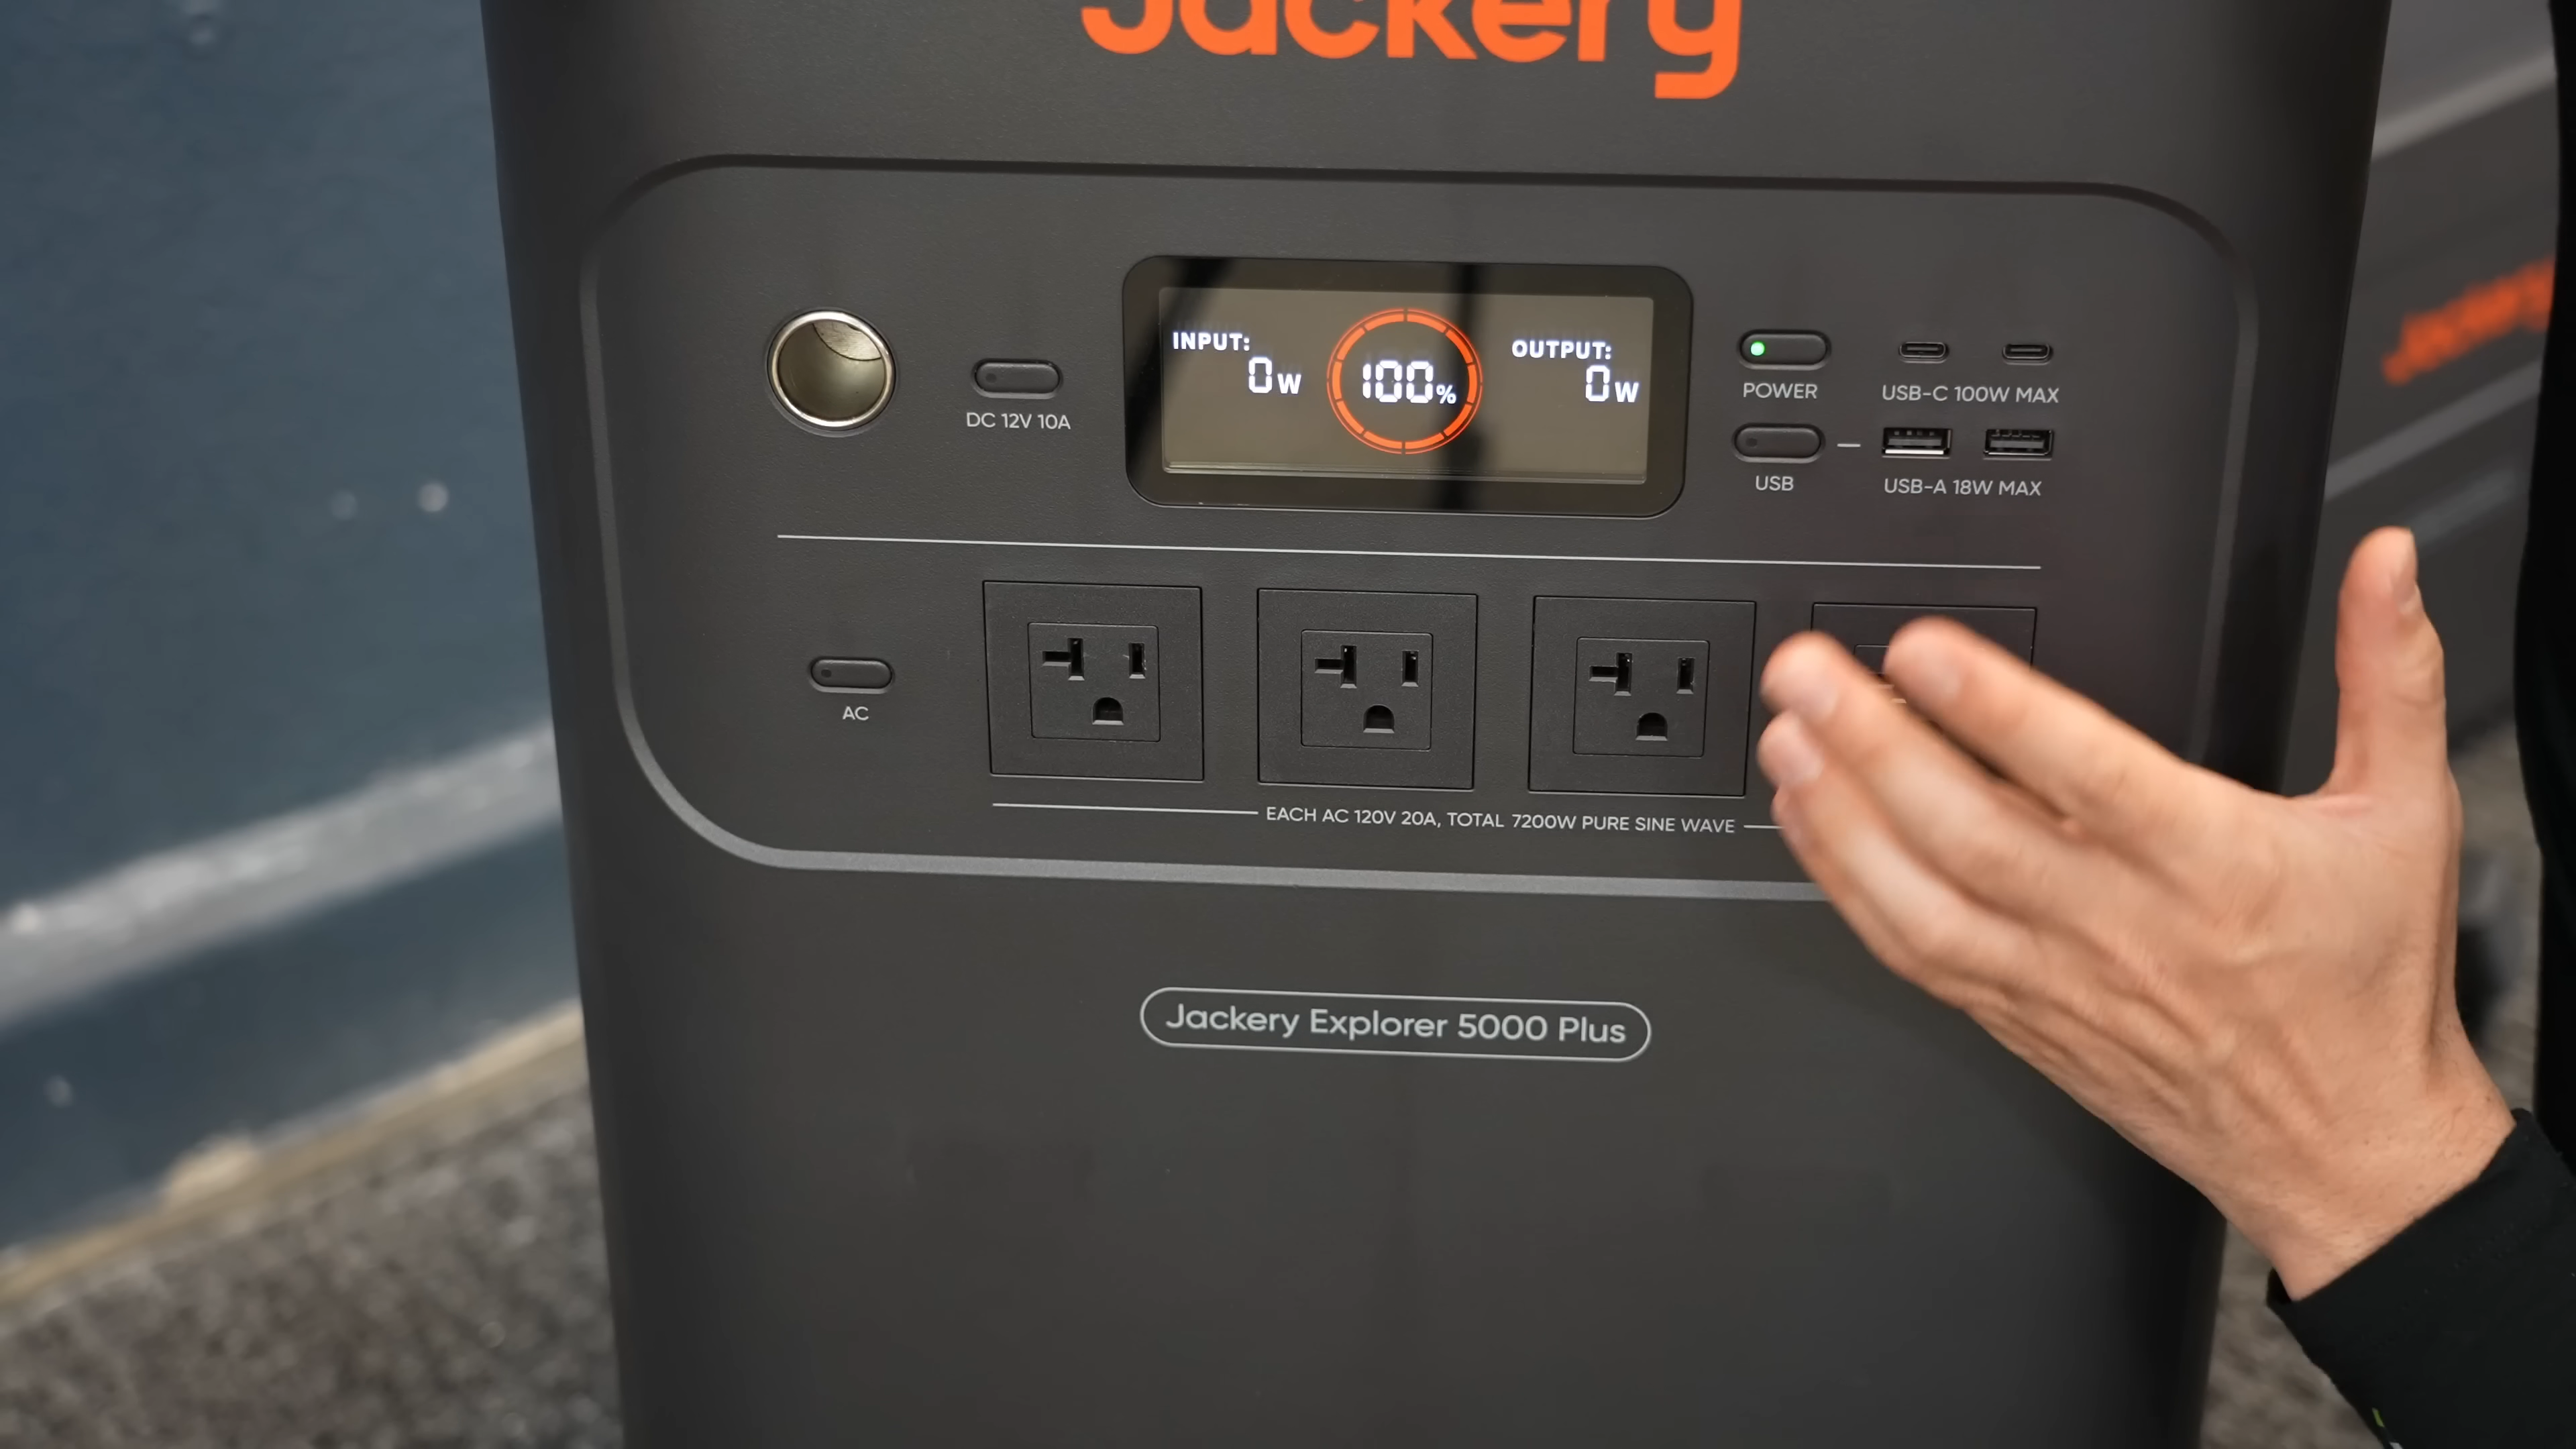 Jackery
INPUT:
0W
100%
OUTPUT:
0W
DC 12V 10A
POWER
USB-C 100W MAX
USB
USB-A 18W MAX
AC
EACH AC 120V 20A, TOTAL 7200W PURE SINE WAVE
Jackery Explorer 5000 Plus
Jackery